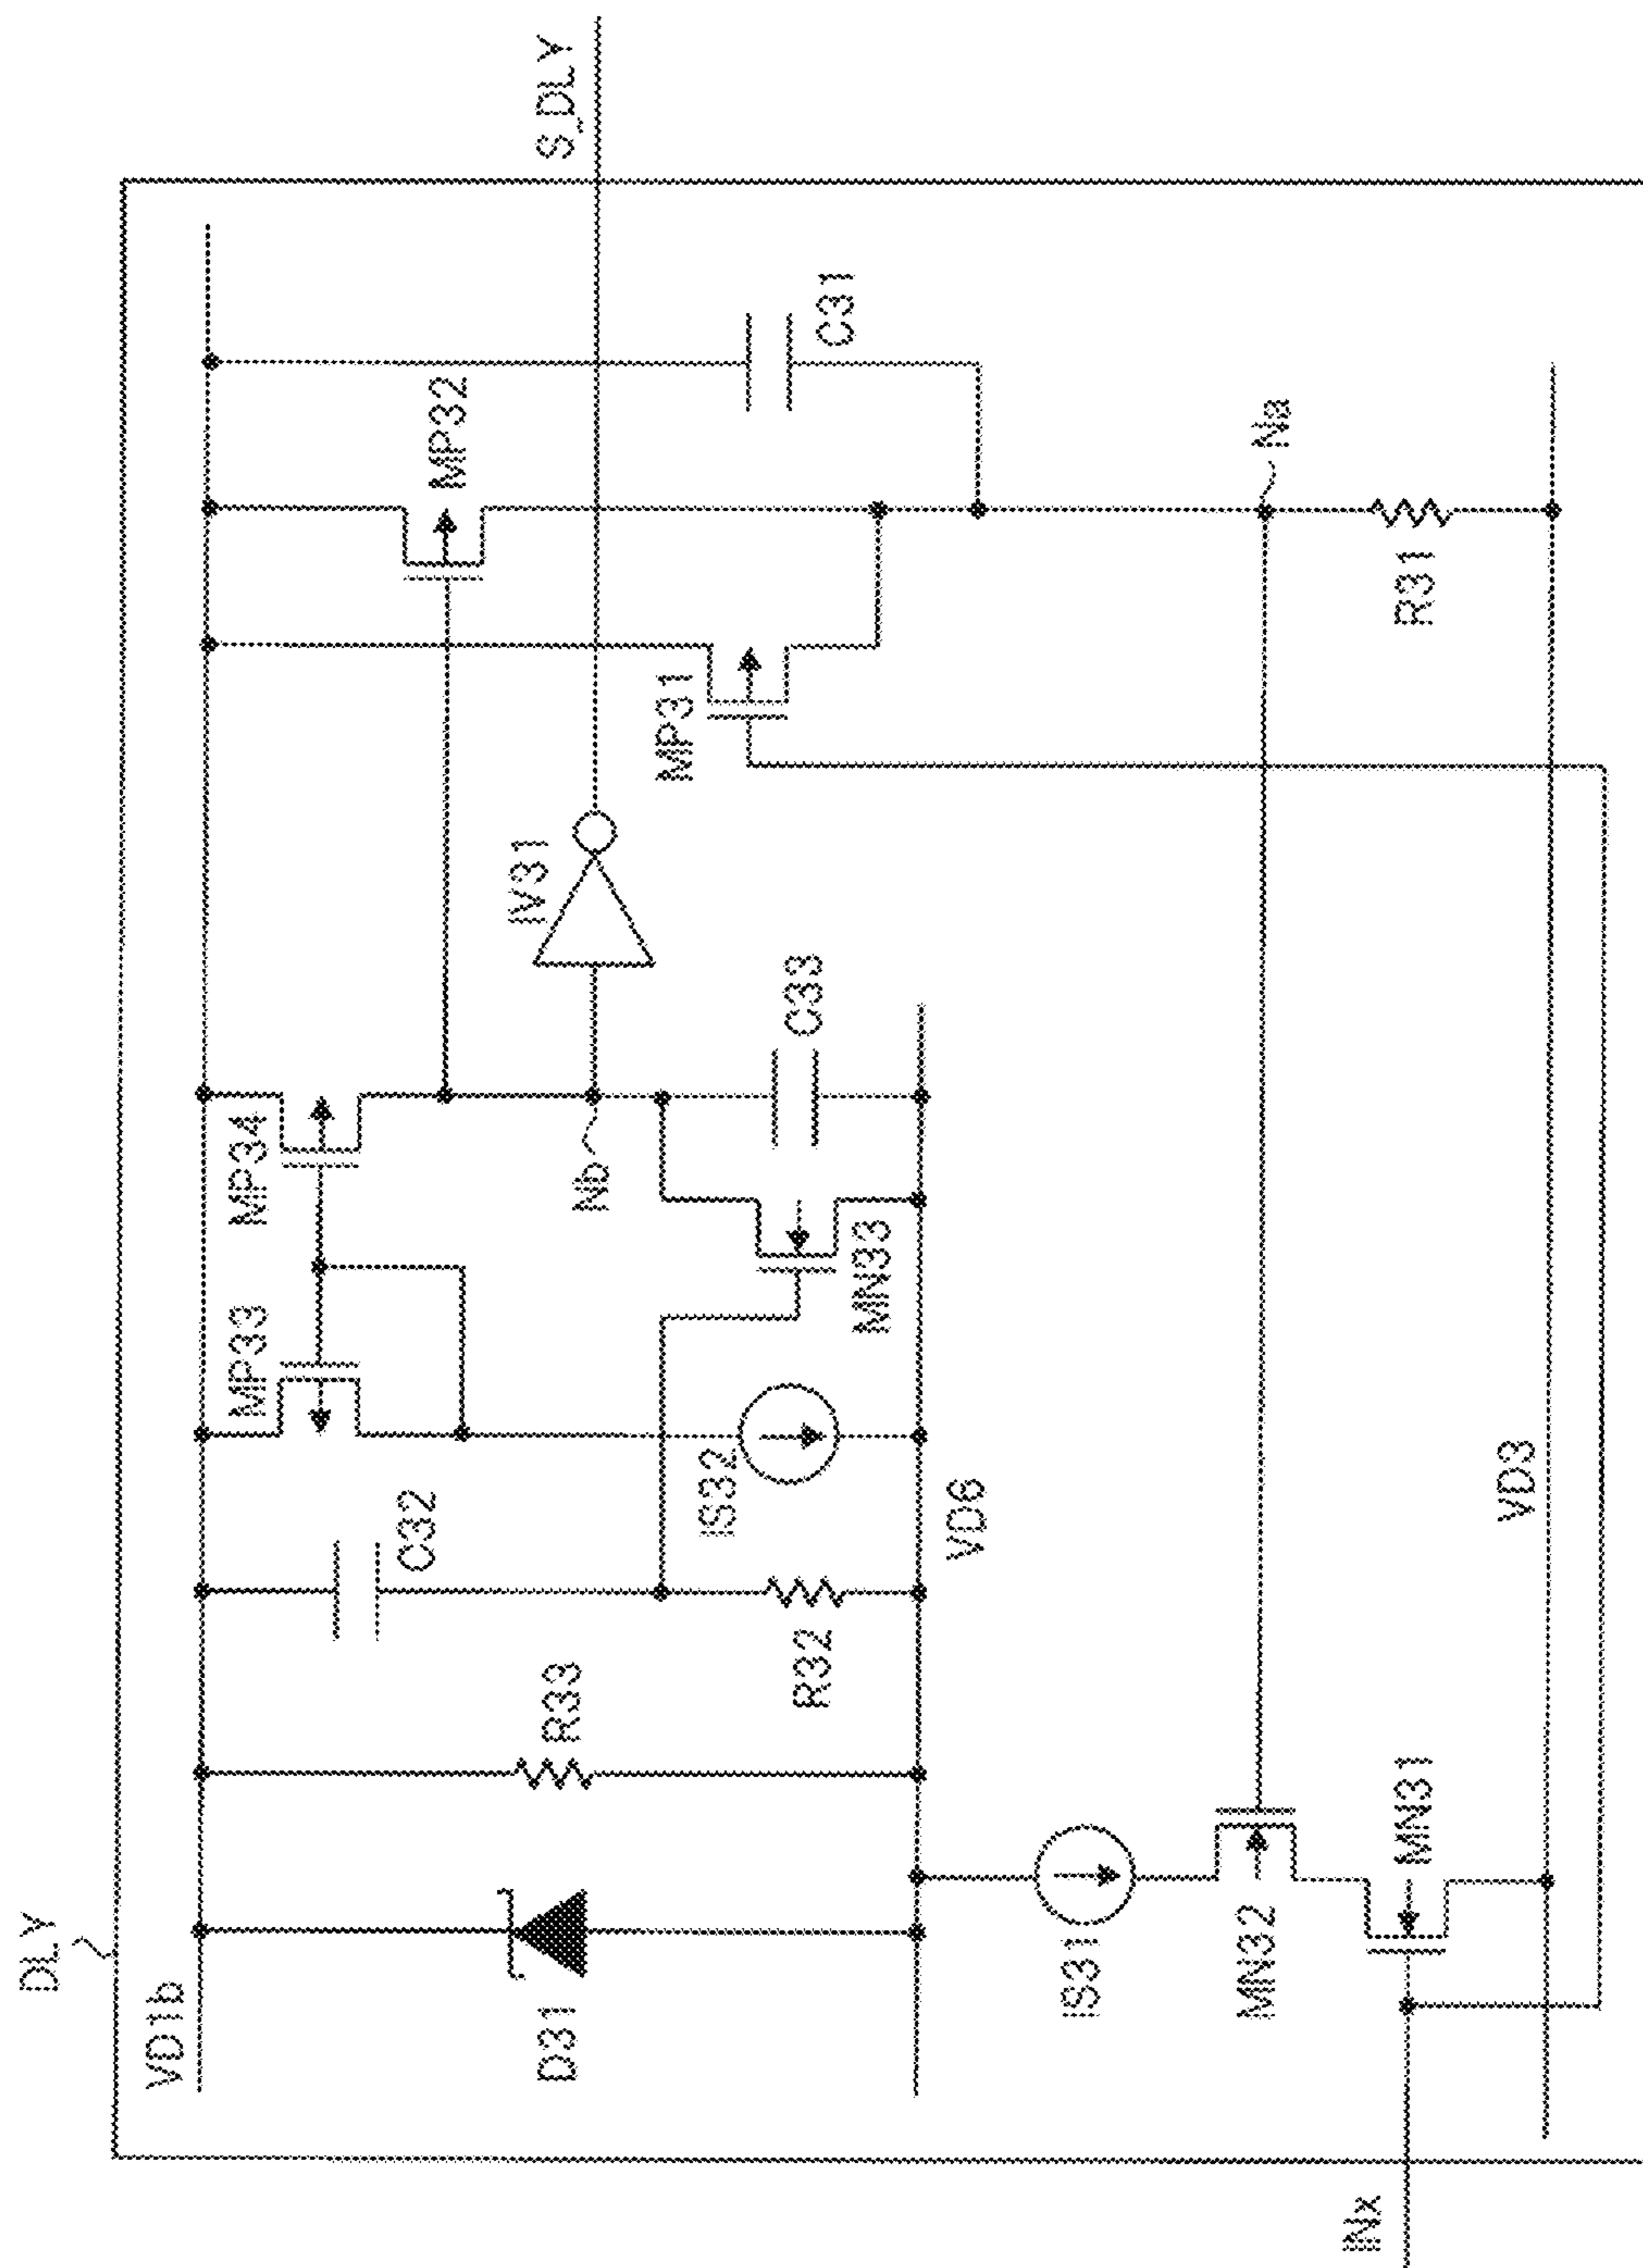 DLY
VD1b
D31
R33
C32
R32
MP33
MP34
IS32
MN33
Nb
C33
IV31
S_DLY
MP32
MP31
C31
Na
R31
VD6
IS31
MN32
MN31
VD3
INx